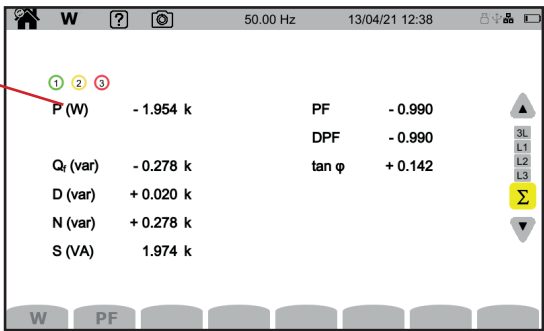 W ? 50.00 Hz 13/04/21 12:38
1 2 3
P (W) - 1.954 k PF - 0.990
DPF - 0.990
Qf (var) - 0.278 k tan φ + 0.142
D (var) + 0.020 k
N (var) + 0.278 k
S (VA) 1.974 k
3L
L1
L2
L3
Σ
W PF